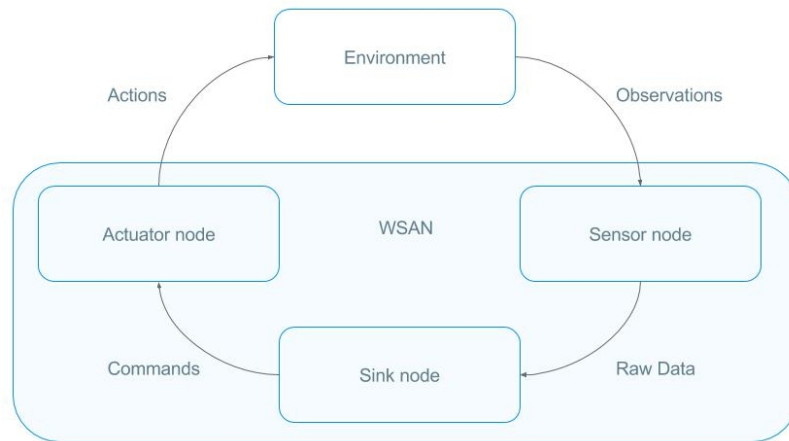 Environment
Actions
Observations
Actuator node
WSAN
Sensor node
Commands
Sink node
Raw Data